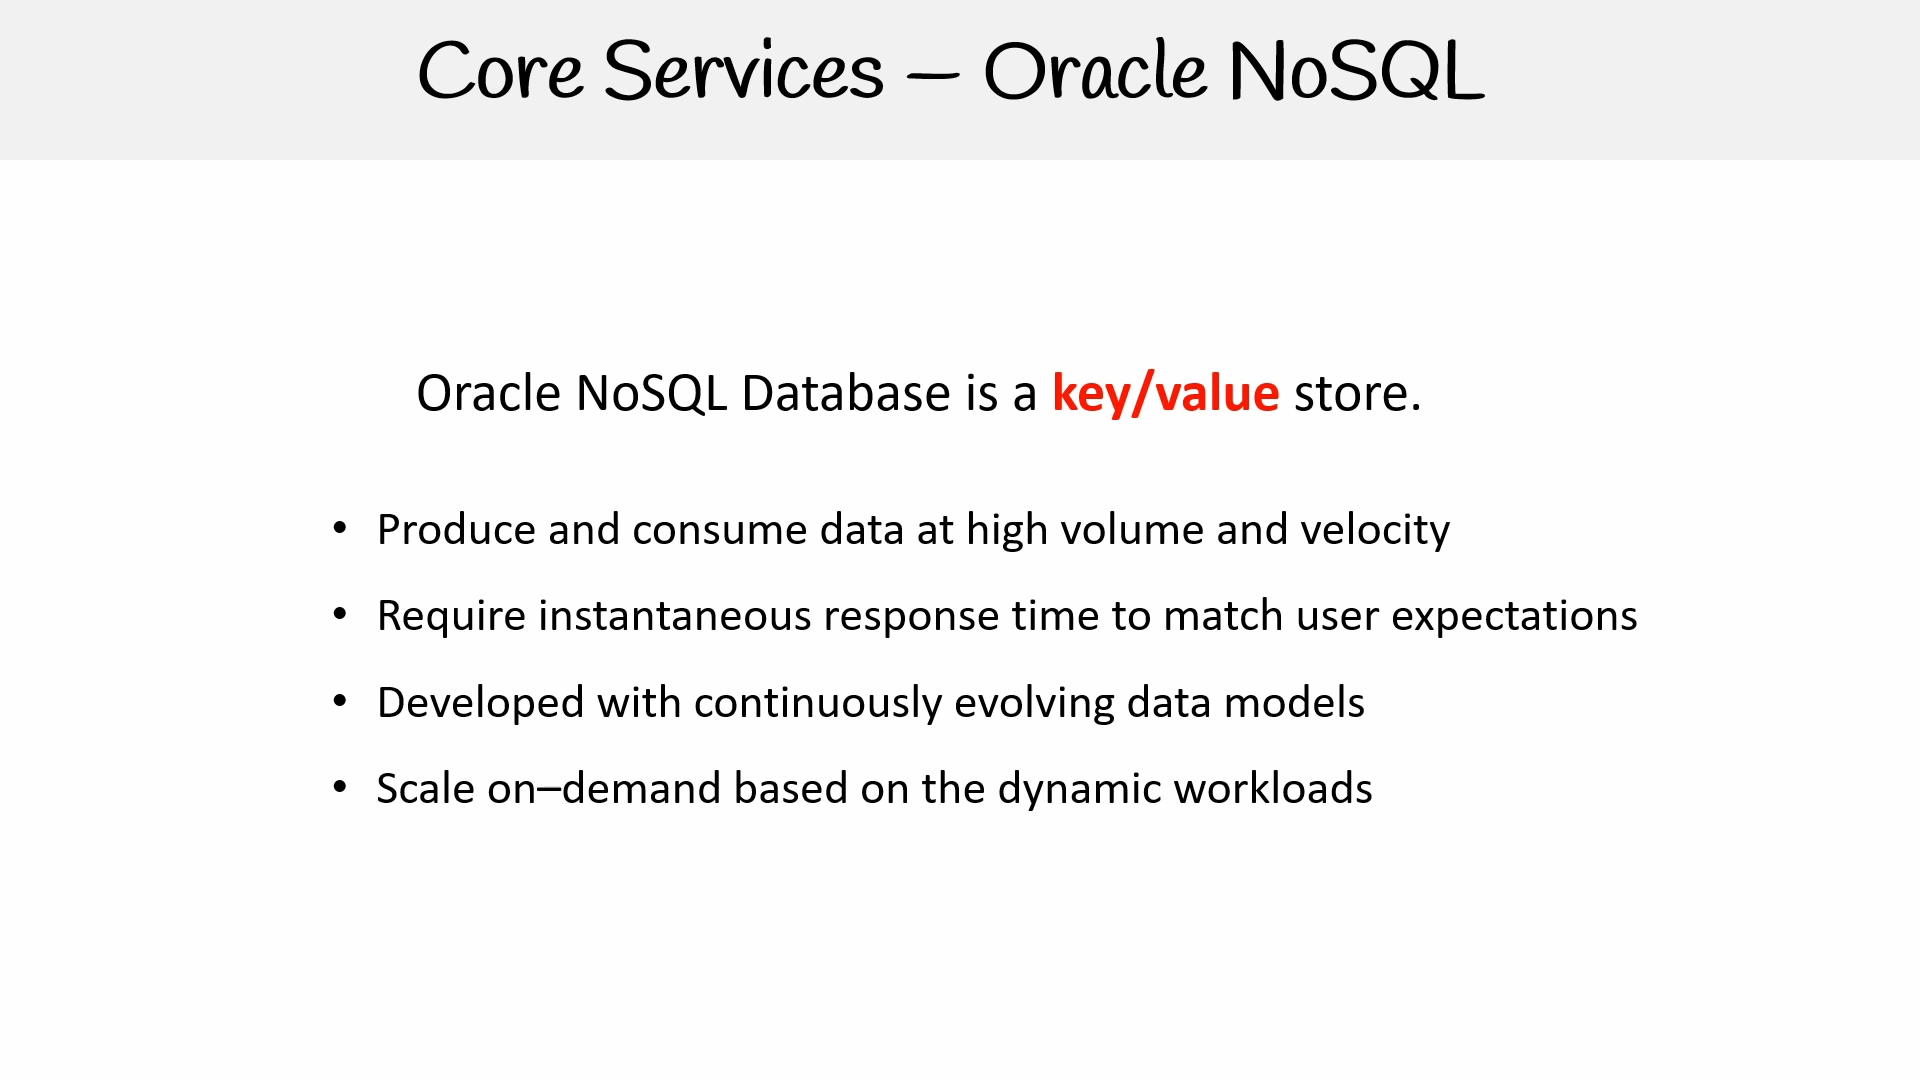 Core Services – Oracle NoSQL
Oracle NoSQL Database is a key/value store.
• Produce and consume data at high volume and velocity
• Require instantaneous response time to match user expectations
• Developed with continuously evolving data models
• Scale on–demand based on the dynamic workloads